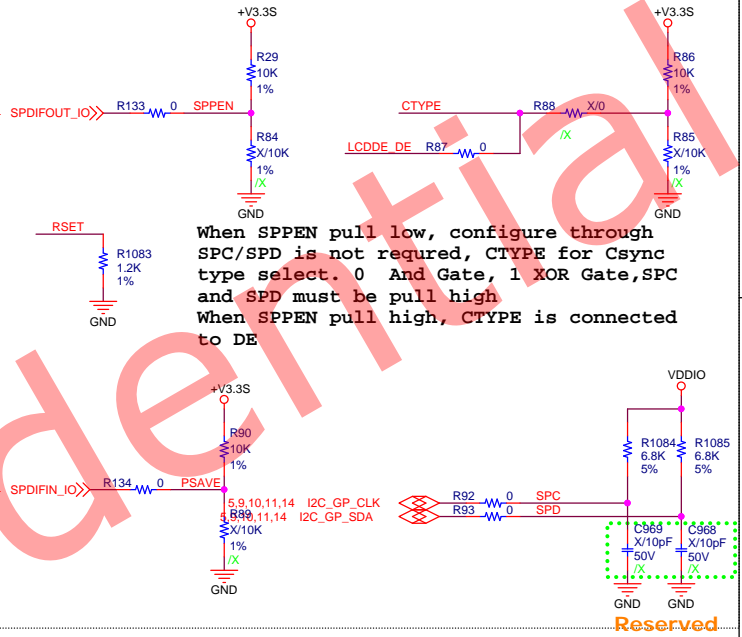 +V3.3S
R29
10K
1%
SPDIFOUT_IO
R133
0
SPPEN
R84
X/10K
1%
/X
GND
+V3.3S
R86
10K
1%
CTYPE
R88
X/0
/X
LCDDE_DE
R87
0
R85
X/10K
1%
/X
GND
RSET
R1083
1.2K
1%
GND
When SPPEN pull low, configure through
SPC/SPD is not requred, CTYPE for Csync
type select. 0 And Gate, 1 XOR Gate,SPC
and SPD must be pull high
When SPPEN pull high, CTYPE is connected
to DE
+V3.3S
R90
10K
1%
SPDIFIN_IO
R134
0
PSAVE
R89
X/10K
1%
/X
GND
VDDIO
R1084
6.8K
5%
R1085
6.8K
5%
5,9,10,11,14 I2C_GP_CLK
R92
0
SPC
5,9,10,11,14 I2C_GP_SDA
R93
0
SPD
C969
X/10pF
50V
/X
C968
X/10pF
50V
/X
GND
GND
Reserved
dential